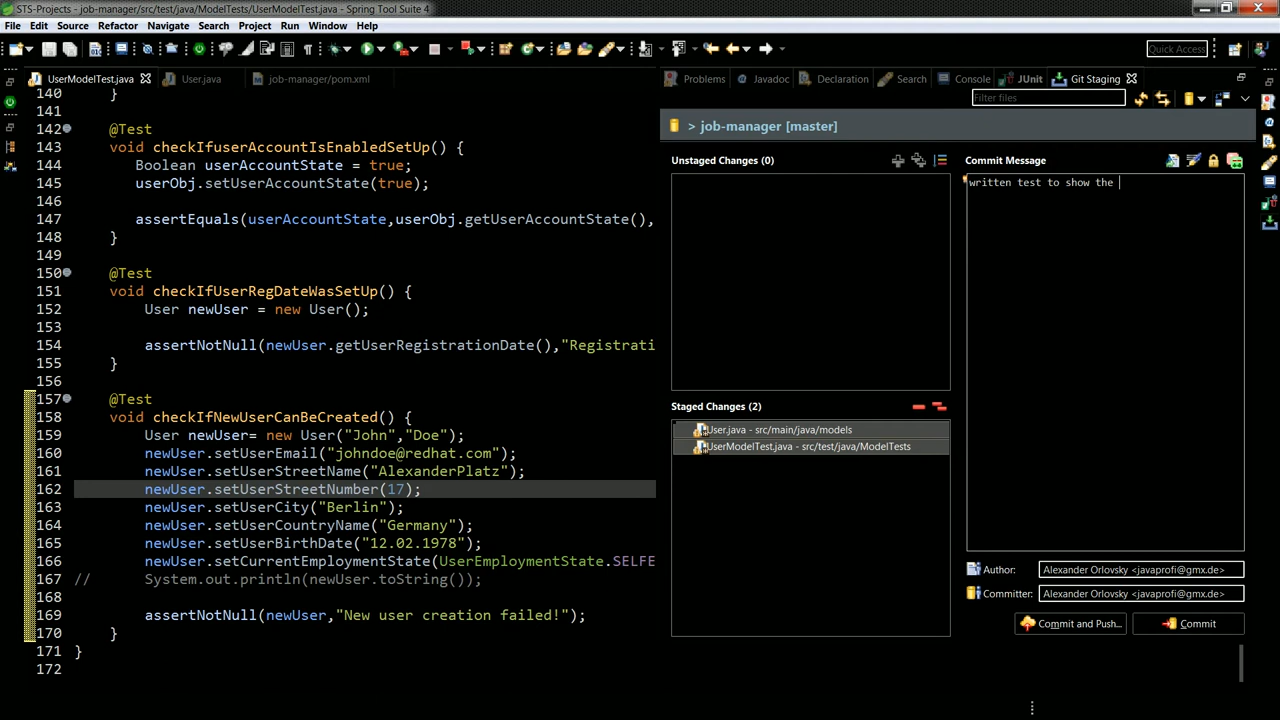 STS-Projects - job-manager/src/test/java/ModelTests/UserModelTest.java - Spring Tool Suite 4
File Edit Source Refactor Navigate Search Project Run Window Help
Quick Access
UserModelTest.java User.java job-manager/pom.xml
Problems Javadoc Declaration Search Console JUnit Git Staging
Filter files
> job-manager [master]
Unstaged Changes (0)
Commit Message
written test to show the
Staged Changes (2)
User.java - src/main/java/models
UserModelTest.java - src/test/java/ModelTests
Author: Alexander Orlovsky <javaprofi@gmx.de>
Committer: Alexander Orlovsky <javaprofi@gmx.de>
Commit and Push... Commit
140 }
141
142 @Test
143 void checkIfuserAccountIsEnabledSetUp() {
144 Boolean userAccountState = true;
145 userObj.setUserAccountState(true);
146
147 assertEquals(userAccountState,userObj.getUserAccountState(),
148 }
149
150 @Test
151 void checkIfUserRegDateWasSetUp() {
152 User newUser = new User();
153
154 assertNotNull(newUser.getUserRegistrationDate(),"Registrati
155 }
156
157 @Test
158 void checkIfNewUserCanBeCreated() {
159 User newUser= new User("John","Doe");
160 newUser.setUserEmail("johndoe@redhat.com");
161 newUser.setUserStreetName("AlexanderPlatz");
162 newUser.setUserStreetNumber(17);
163 newUser.setUserCity("Berlin");
164 newUser.setUserCountryName("Germany");
165 newUser.setUserBirthDate("12.02.1978");
166 newUser.setCurrentEmploymentState(UserEmploymentState.SELFE
167 // System.out.println(newUser.toString());
168
169 assertNotNull(newUser,"New user creation failed!");
170 }
171 }
172